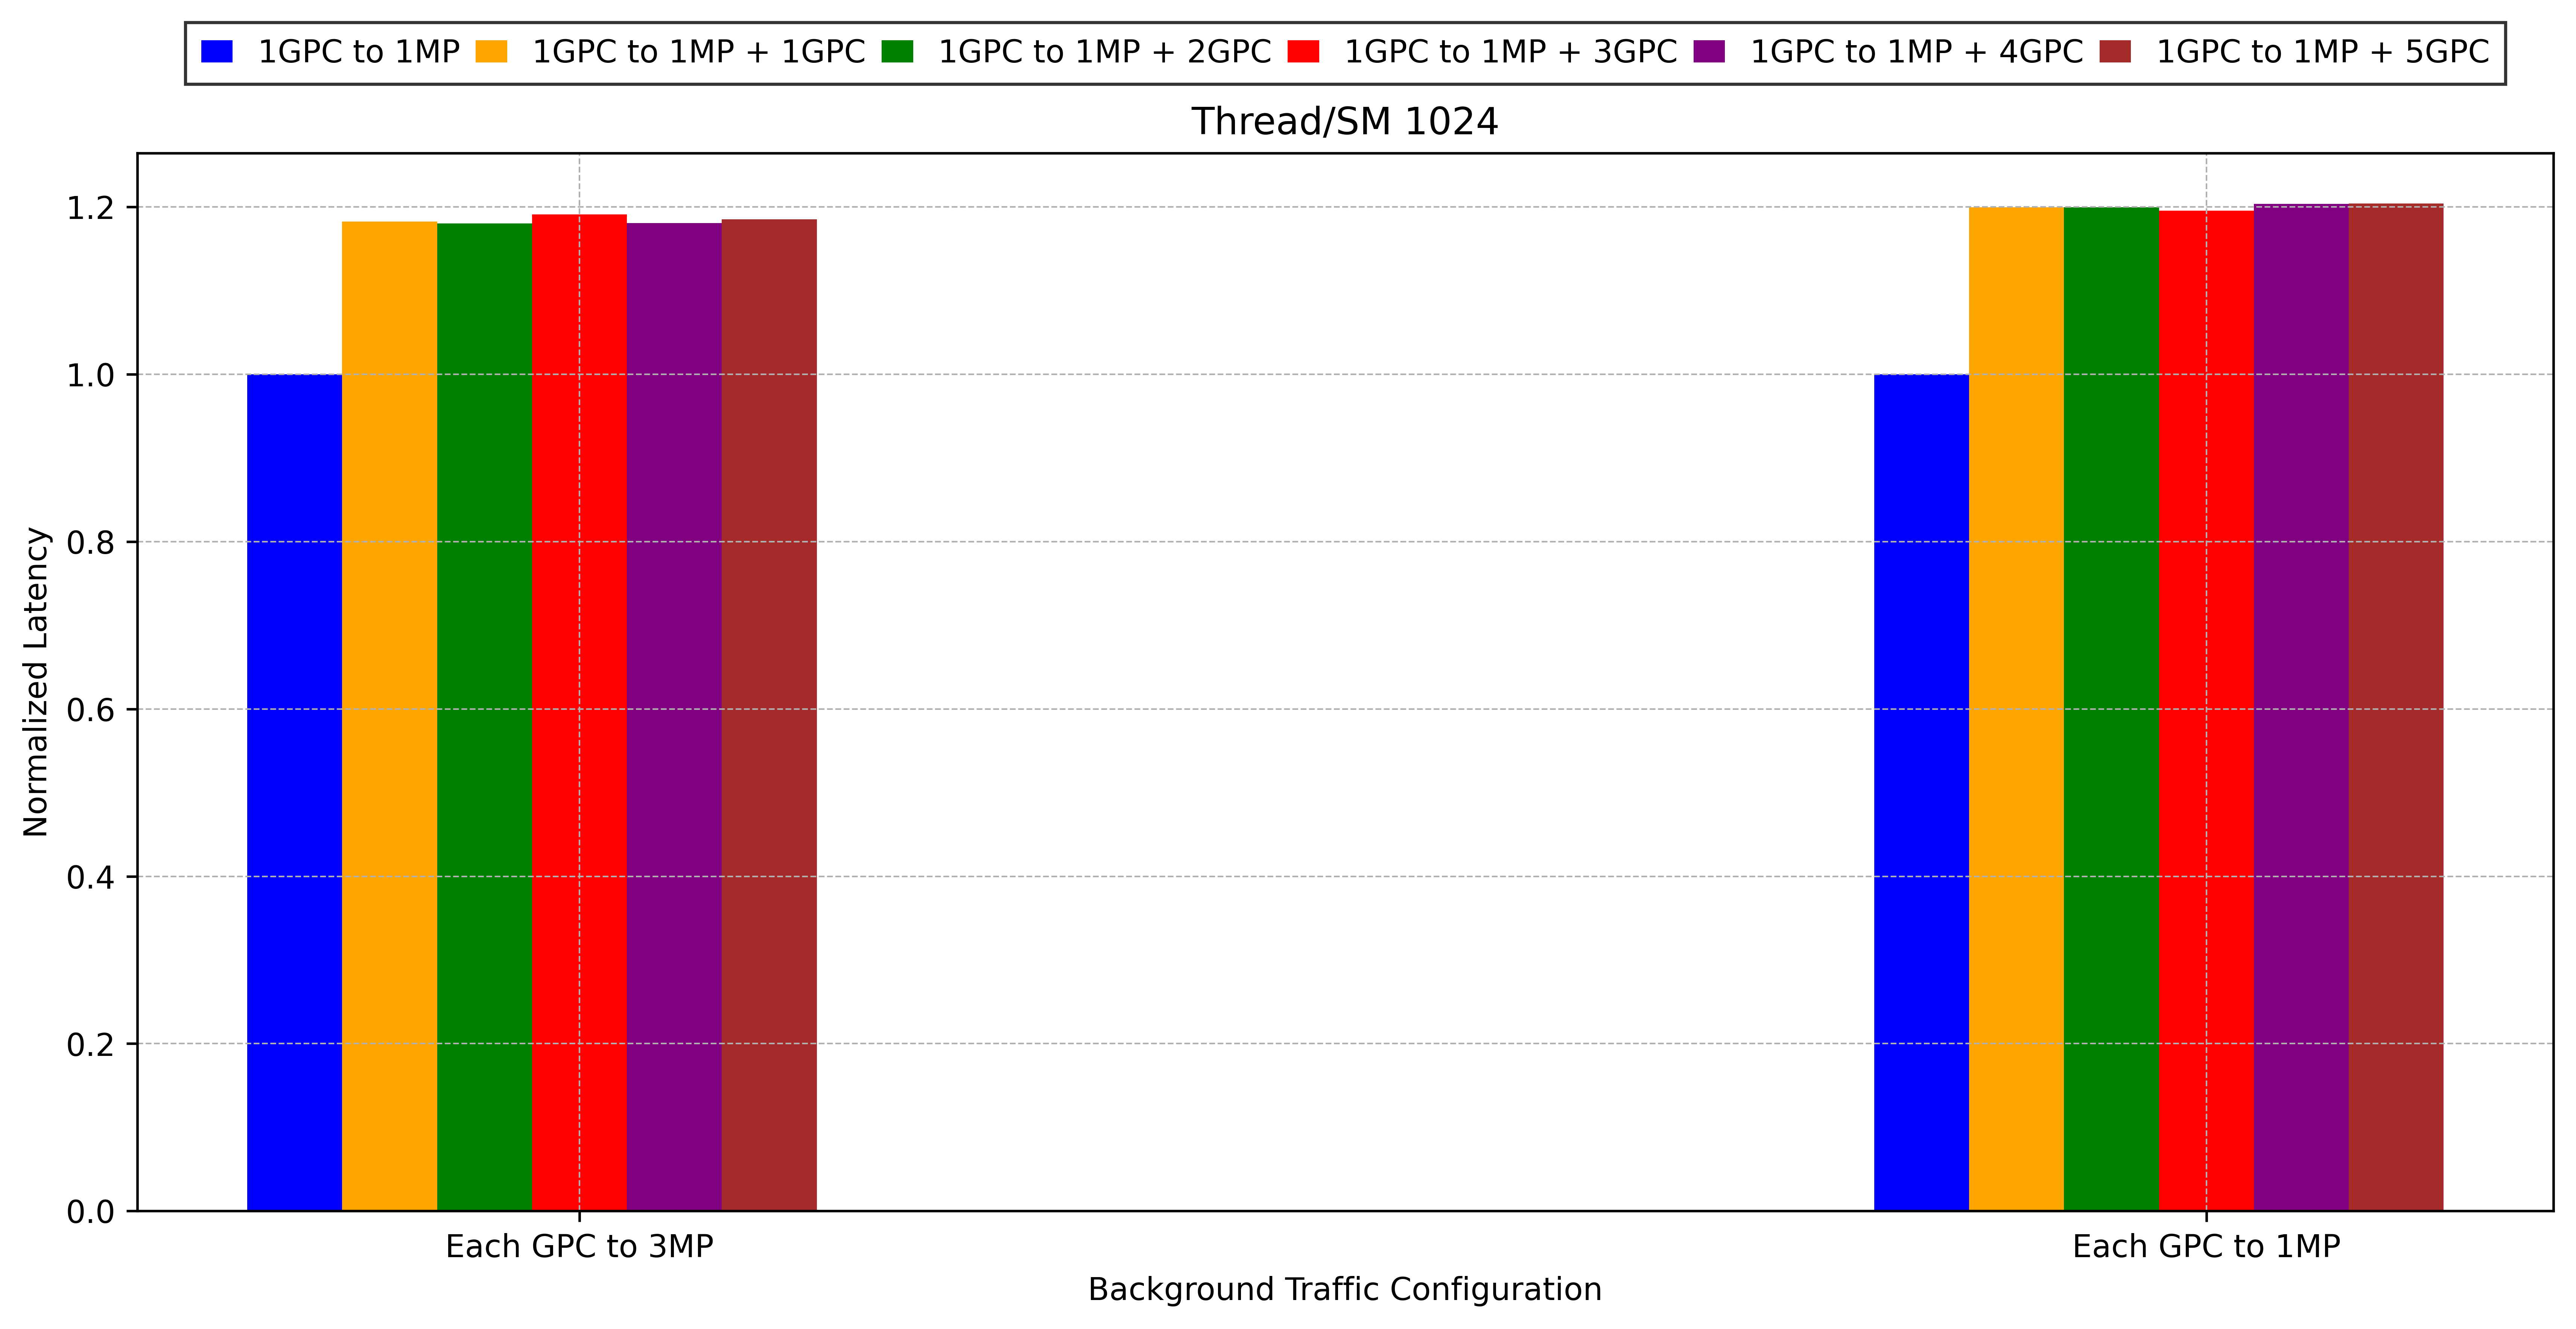 1GPC to 1MP 1GPC to 1MP + 1GPC 1GPC to 1MP + 2GPC 1GPC to 1MP + 3GPC 1GPC to 1MP + 4GPC 1GPC to 1MP + 5GPC
Thread/SM 1024
Normalized Latency
1.2
1.0
0.8
0.6
0.4
0.2
0.0
Each GPC to 3MP Each GPC to 1MP
Background Traffic Configuration